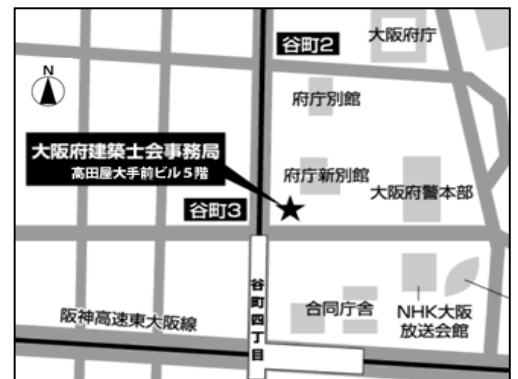 谷町2
大阪府庁
N
府庁別館
大阪府建築士会事務局
高田屋大手前ビル5階
府庁新別館
大阪府警本部
谷町3
谷町四丁目
合同庁舎
NHK大阪
放送会館
阪神高速東大阪線